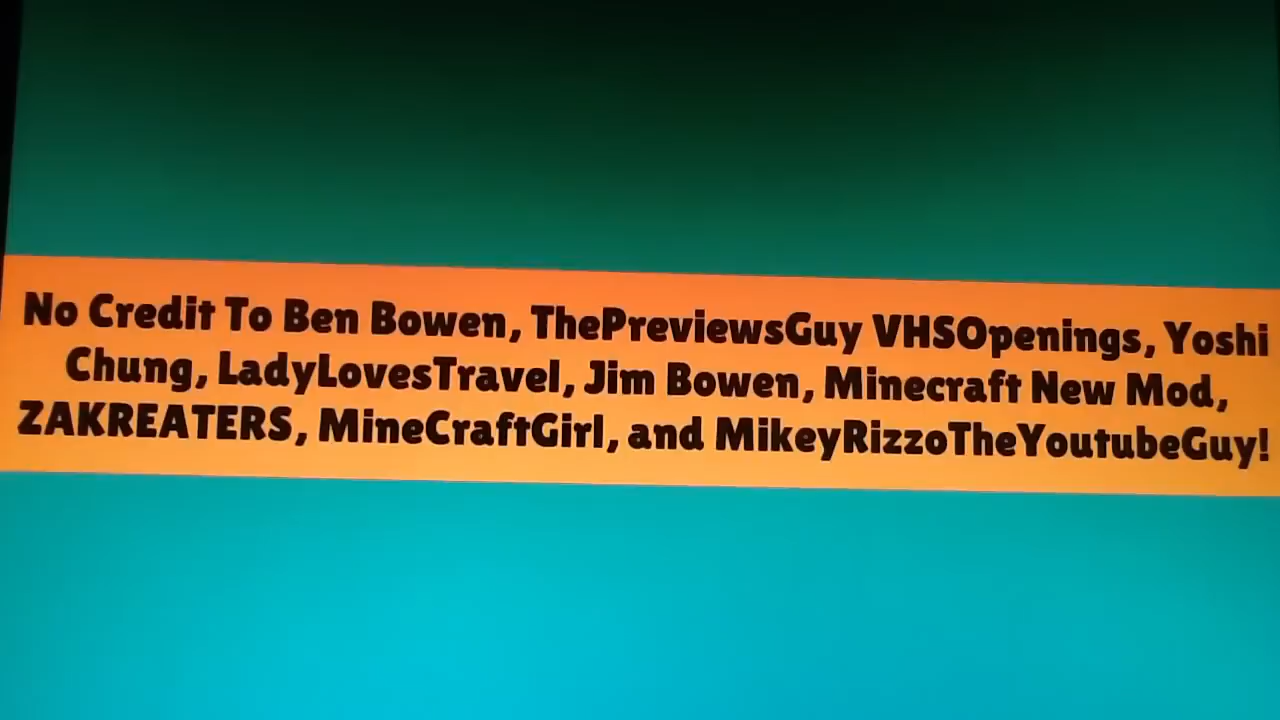 No Credit To Ben Bowen, ThePreviewsGuy VHSOpenings, Yoshi
Chung, LadyLovesTravel, Jim Bowen, Minecraft New Mod,
ZAKREATERS, MineCraftGirl, and MikeyRizzoTheYoutubeGuy!